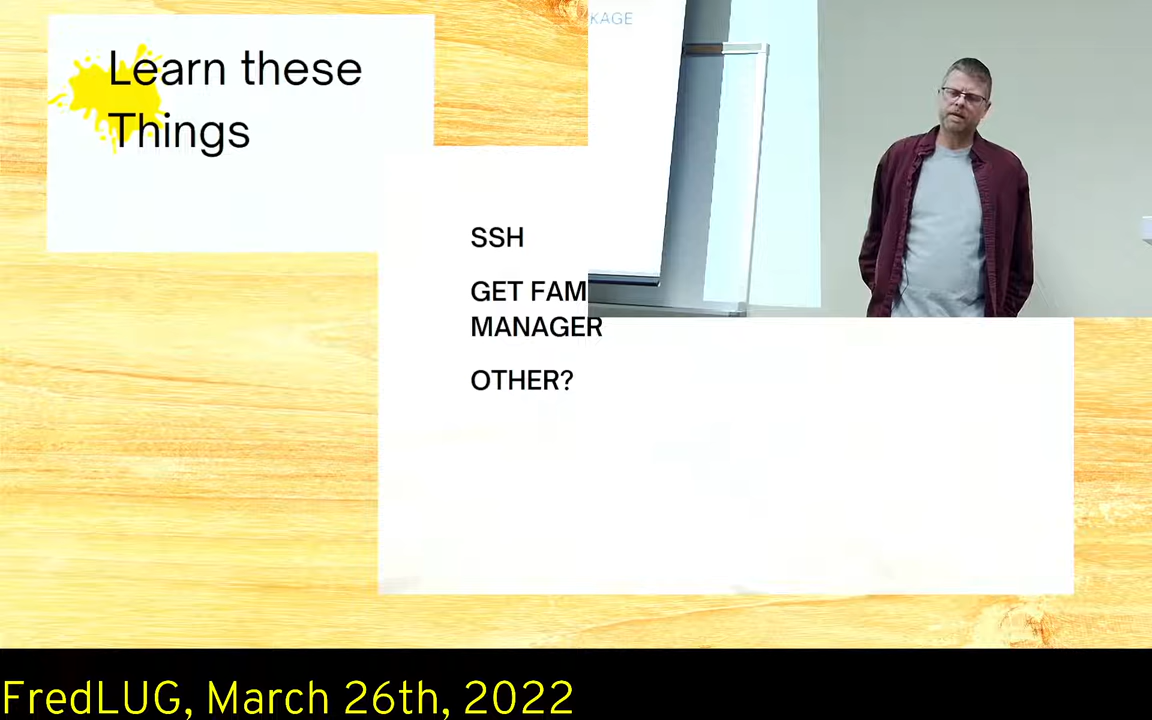 Learn these
Things
KAGE
SSH
GET FAM
MANAGER
OTHER?
FredLUG, March 26th, 2022